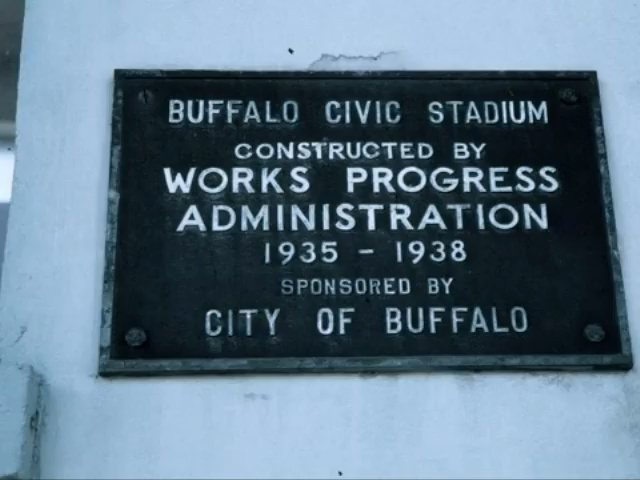 BUFFALO CIVIC STADIUM
CONSTRUCTED BY
WORKS PROGRESS
ADMINISTRATION
1935 - 1938
SPONSORED BY
CITY OF BUFFALO